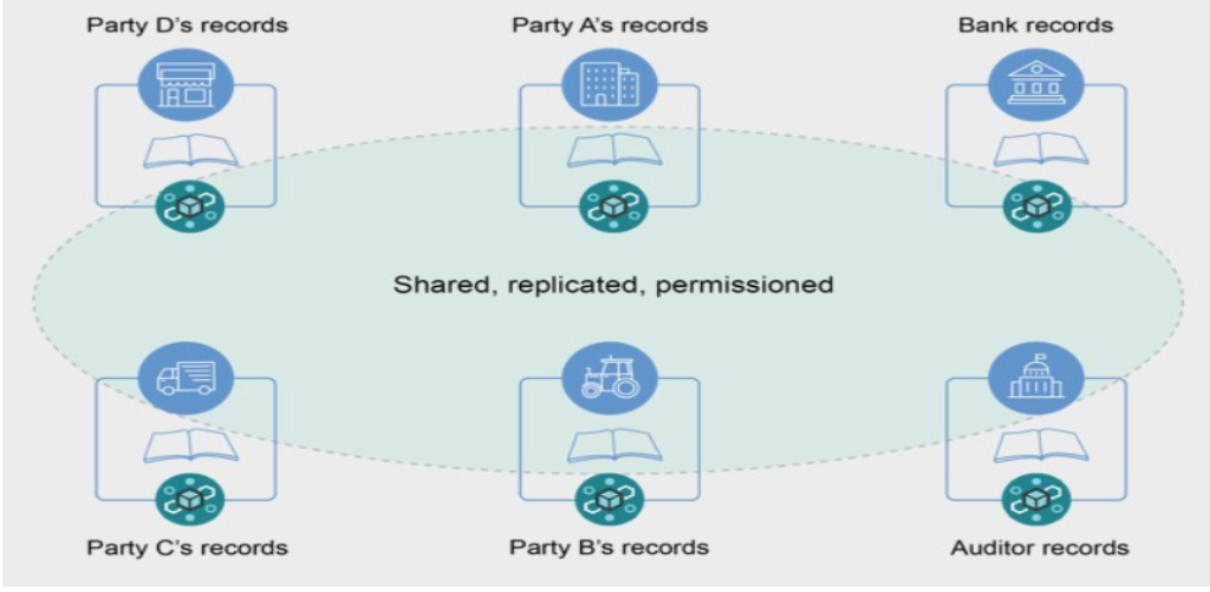 Party D's records
Party A's records
Bank records
Shared, replicated, permissioned
Party C's records
Party B's records
Auditor records